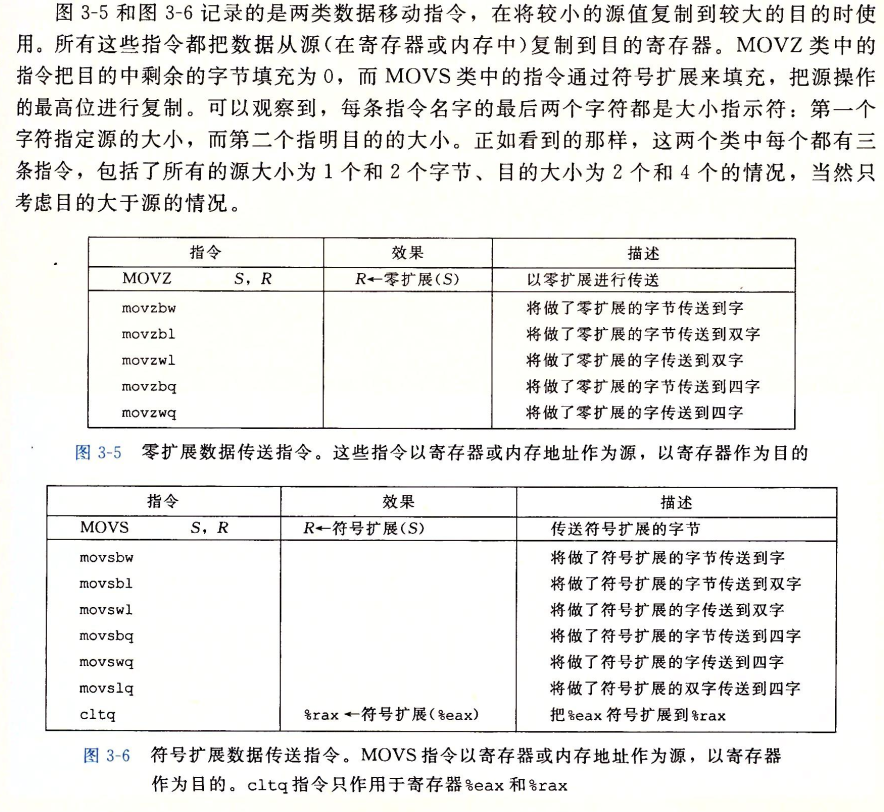 图 3-5 和图 3-6 记录的是两类数据移动指令，在将较小的源值复制到较大的目的时使
用。所有这些指令都把数据从源(在寄存器或内存中)复制到目的寄存器。MOVZ 类中的
指令把目的中剩余的字节填充为 0，而 MOVS 类中的指令通过符号扩展来填充，把源操作
的最高位进行复制。可以观察到，每条指令名字的最后两个字符都是大小指示符：第一个
字符指定源的大小，而第二个指明目的的大小。正如看到的那样，这两个类中每个都有三
条指令，包括了所有的源大小为 1 个和 2 个字节、目的大小为 2 个和 4 个的情况，当然只
考虑目的大于源的情况。
指令 效果 描述
MOVZ S，R R←零扩展(S) 以零扩展进行传送
movzbw 将做了零扩展的字节传送到字
movzbl 将做了零扩展的字节传送到双字
movzwl 将做了零扩展的字传送到双字
movzbq 将做了零扩展的字节传送到四字
movzwq 将做了零扩展的字传送到四字
图 3-5 零扩展数据传送指令。这些指令以寄存器或内存地址作为源，以寄存器作为目的
指令 效果 描述
MOVS S，R R←符号扩展(S) 传送符号扩展的字节
movsbw 将做了符号扩展的字节传送到字
movsbl 将做了符号扩展的字节传送到双字
movswl 将做了符号扩展的字传送到双字
movsbq 将做了符号扩展的字节传送到四字
movswq 将做了符号扩展的字传送到四字
movslq 将做了符号扩展的双字传送到四字
cltq %rax←符号扩展(%eax) 把%eax 符号扩展到%rax
图 3-6 符号扩展数据传送指令。MOVS 指令以寄存器或内存地址作为源，以寄存器
作为目的。cltq 指令只作用于寄存器%eax 和%rax